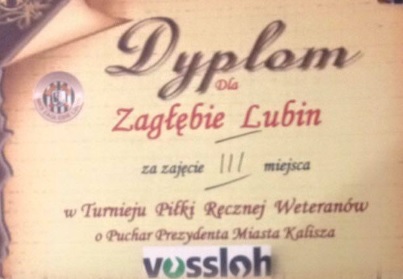 Dyplom
Dla
Zagłębie Lubin
za zajęcie III miejsca
w Turnieju Piłki Ręcznej Weteranów
o Puchar Prezydenta Miasta Kalisza
vossloh